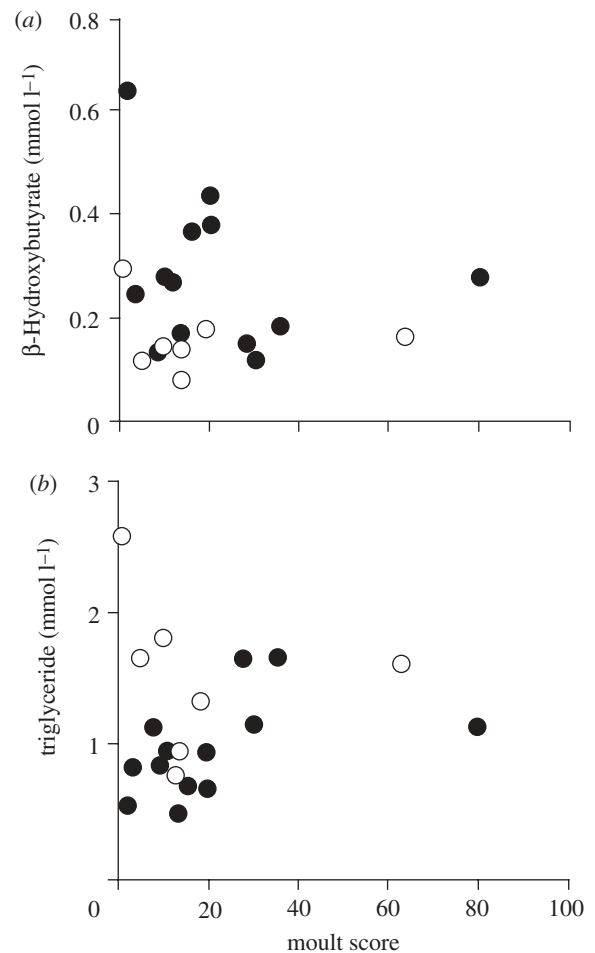 (a)
0.8
0.6
0.4
0.2
0
β-Hydroxybutyrate (mmol l⁻¹)
(b)
3
2
1
0
triglyceride (mmol l⁻¹)
20 40 60 80 100
moult score